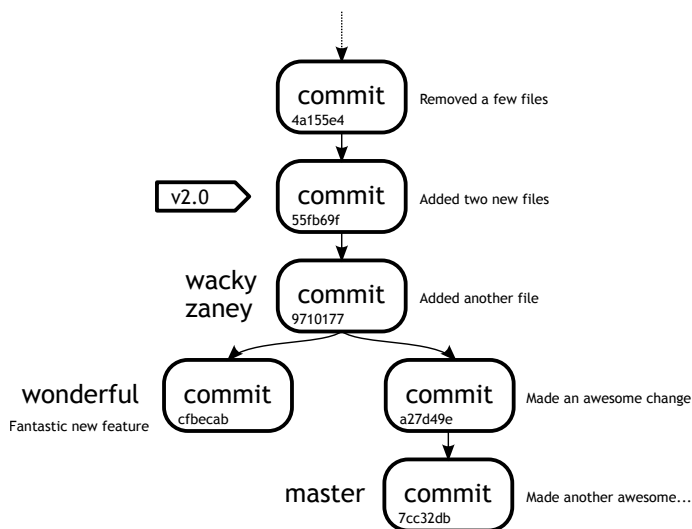 commit
4a155e4
Removed a few files
v2.0
commit
55fb69f
Added two new files
wacky
zaney
commit
9710177
Added another file
wonderful
Fantastic new feature
commit
cfbecab
commit
a27d49e
Made an awesome change
master
commit
7cc32db
Made another awesome...